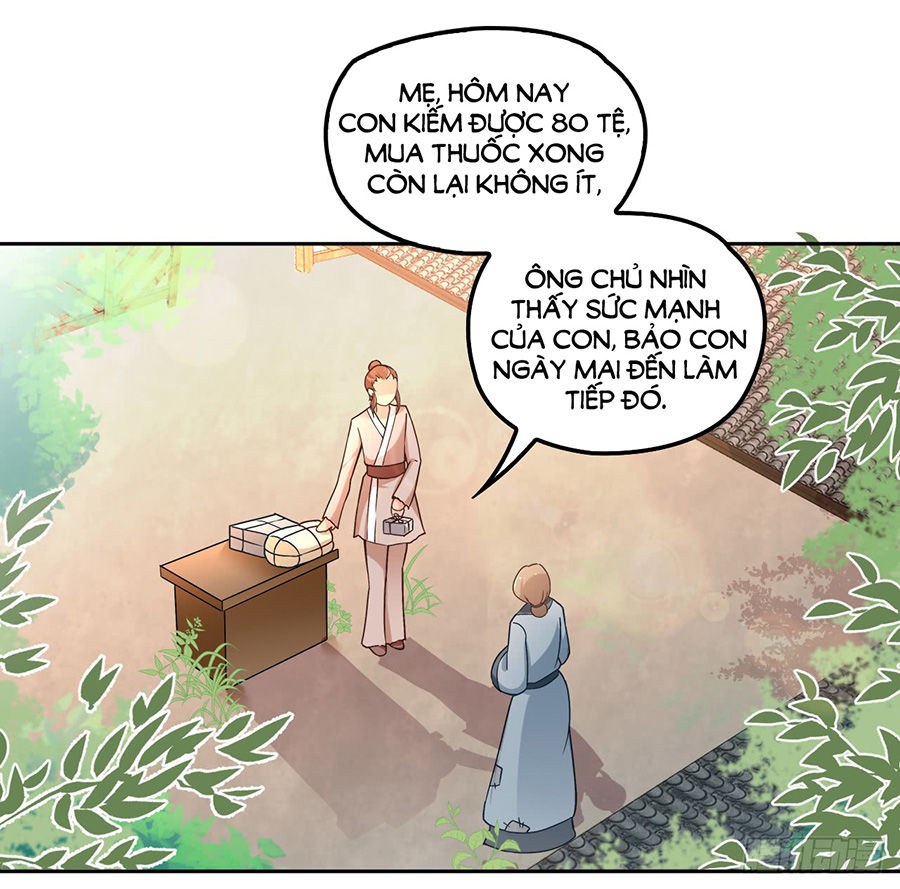 MẸ, HÔM NAY
CON KIẾM ĐƯỢC 80 TỆ,
MUA THUỐC XONG
CÒN LẠI KHÔNG ÍT,
ÔNG CHỦ NHÌN
THẤY SỨC MẠNH
CỦA CON, BẢO CON
NGÀY MAI ĐẾN LÀM
TIẾP ĐÓ.